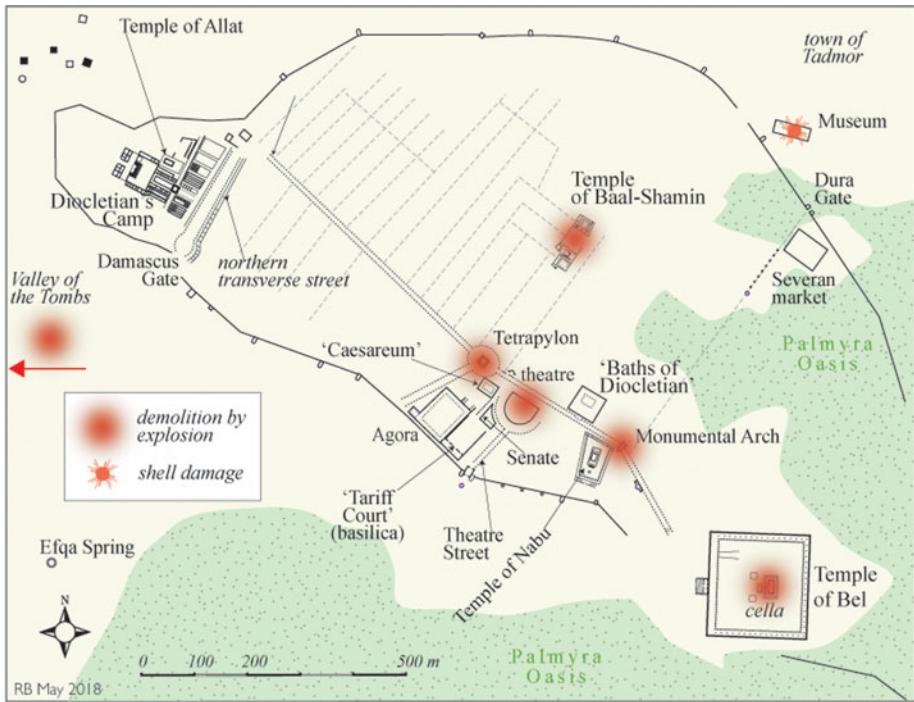 Temple of Allat
town of
Tadmor
Museum
Temple
of Baal-Shamin
Dura
Gate
Diocletian's
Camp
Damascus
Gate
northern
transverse street
Severan
market
Valley of
the Tombs
Palmyra
Oasis
'Caesareum'
Tetrapylon
theatre
'Baths of
Diocletian'
demolition by
explosion
shell damage
Agora
Senate
Monumental Arch
'Tariff
Court'
(basilica)
Theatre
Street
Temple of Nabu
Efqa Spring
Temple
of Bel
cella
N
0 100 200 500 m
Palmyra
Oasis
RB May 2018